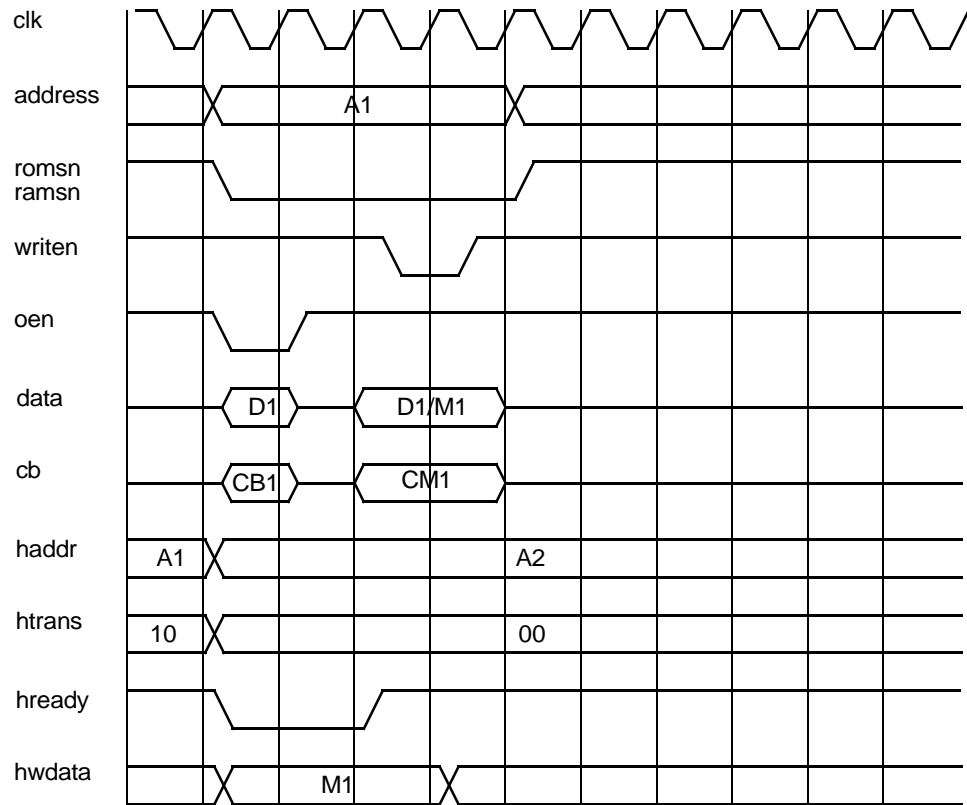 clk
address
A1
romsn
ramsn
writen
oen
data
D1
D1/M1
cb
CB1
CM1
haddr
A1
A2
htrans
10
00
hready
hwdata
M1